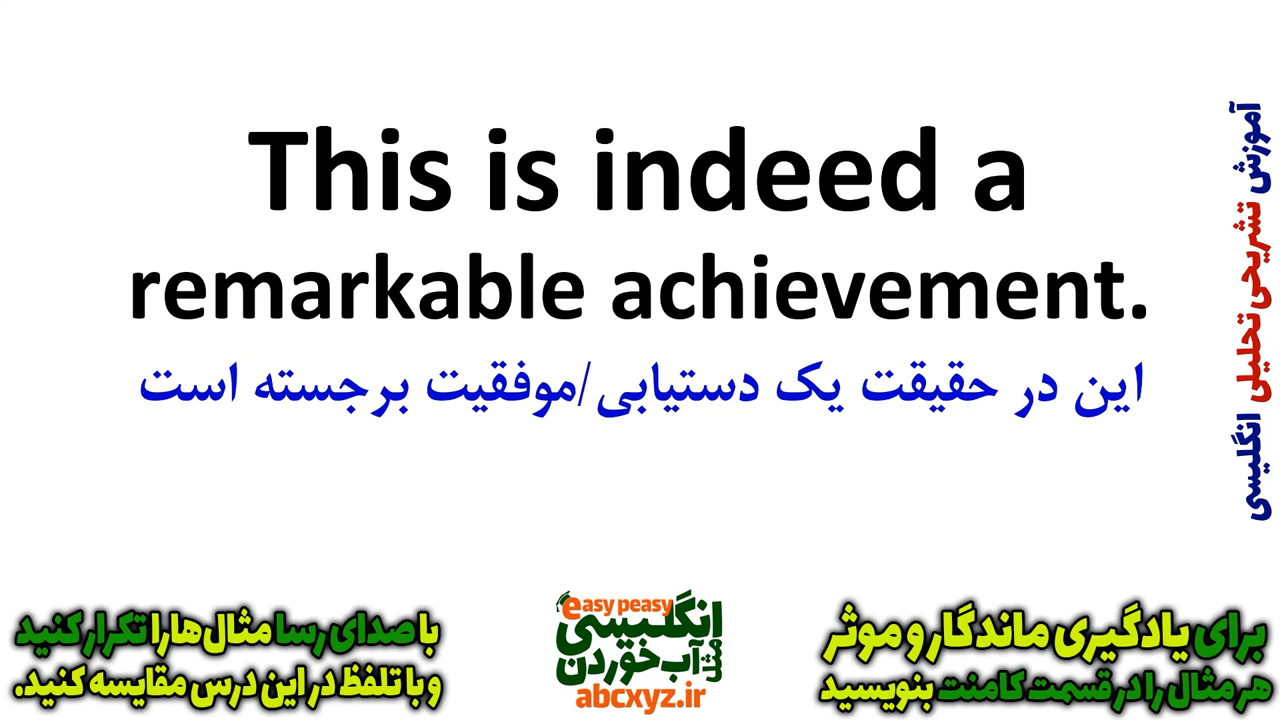 This is indeed a
remarkable achievement.
این در حقیقت یک دستیابی/موفقیت برجسته است
آموزش تشریحی تحلیلی انگلیسی
برای یادگیری ماندگار و موثر
هر مثال را در قسمت کامنت بنویسید
easy peasy
انگلیسی
مثل آب خوردن
abcxyz.ir
با صدای رسا مثال‌ها را تکرار کنید
و با تلفظ در این درس مقایسه کنید.